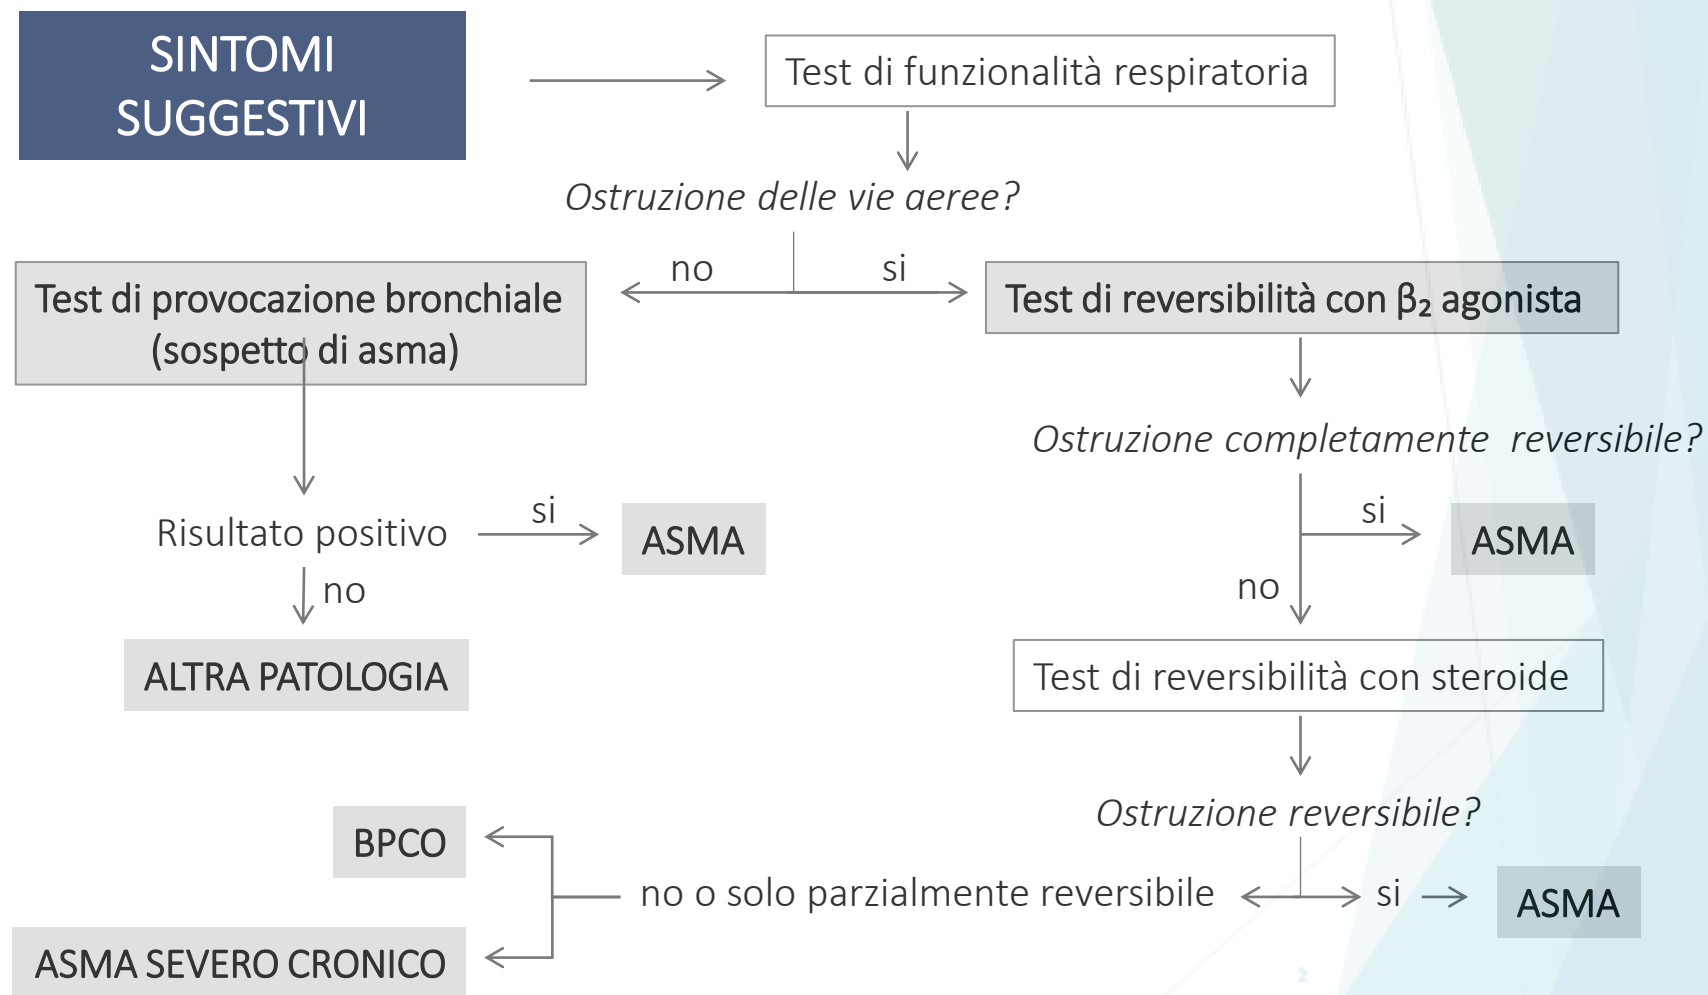 SINTOMI
SUGGESTIVI
Test di funzionalità respiratoria
Ostruzione delle vie aeree?
no
si
Test di provocazione bronchiale
(sospetto di asma)
Test di reversibilità con β₂ agonista
Ostruzione completamente reversibile?
Risultato positivo
si
ASMA
si
ASMA
no
no
ALTRA PATOLOGIA
Test di reversibilità con steroide
Ostruzione reversibile?
BPCO
no o solo parzialmente reversibile
si
ASMA
ASMA SEVERO CRONICO